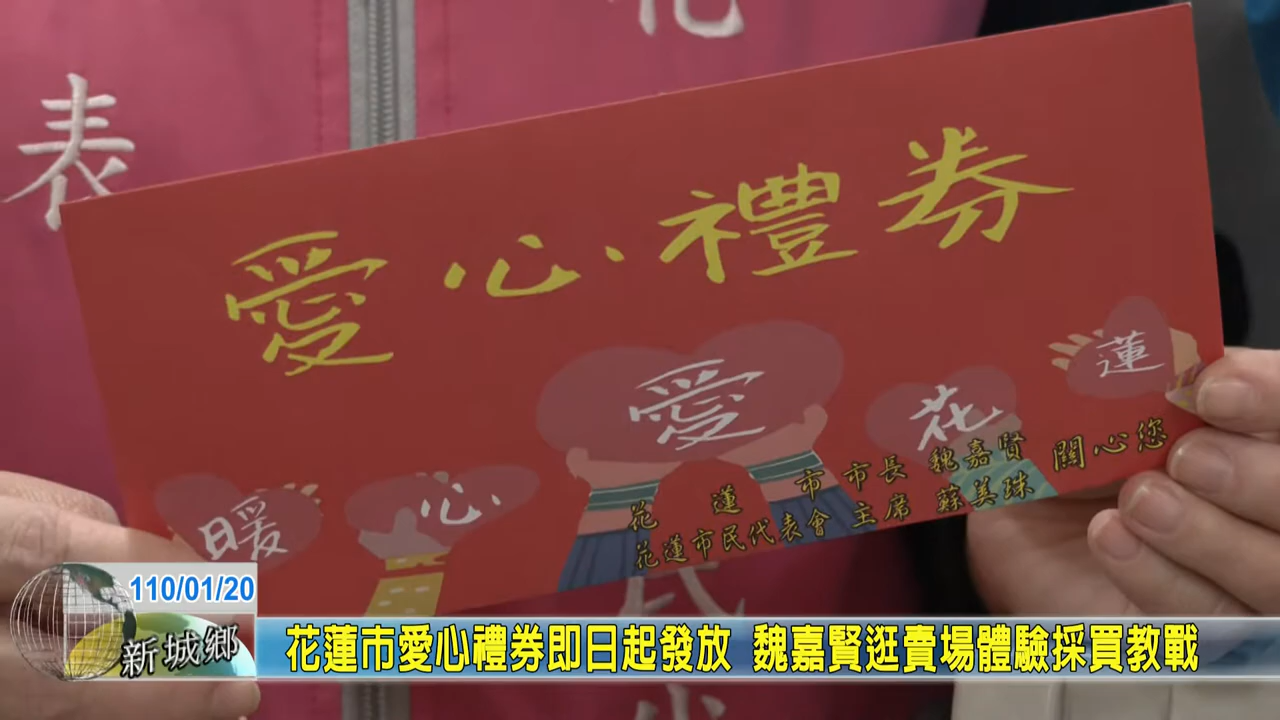 花
表
愛心禮券
愛
花
蓮
暖
心
花蓮市市長 魏嘉賢 關心您
花蓮市民代表會 主席 蘇美珠
代
110/01/20
新城鄉
花蓮市愛心禮券即日起發放 魏嘉賢逛賣場體驗採買教戰